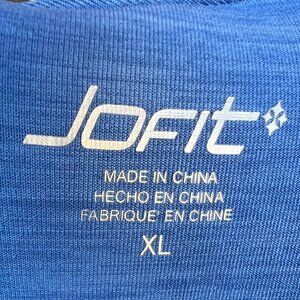 JOFIT
MADE IN CHINA
HECHO EN CHINA
FABRIQUE' EN CHINE
XL